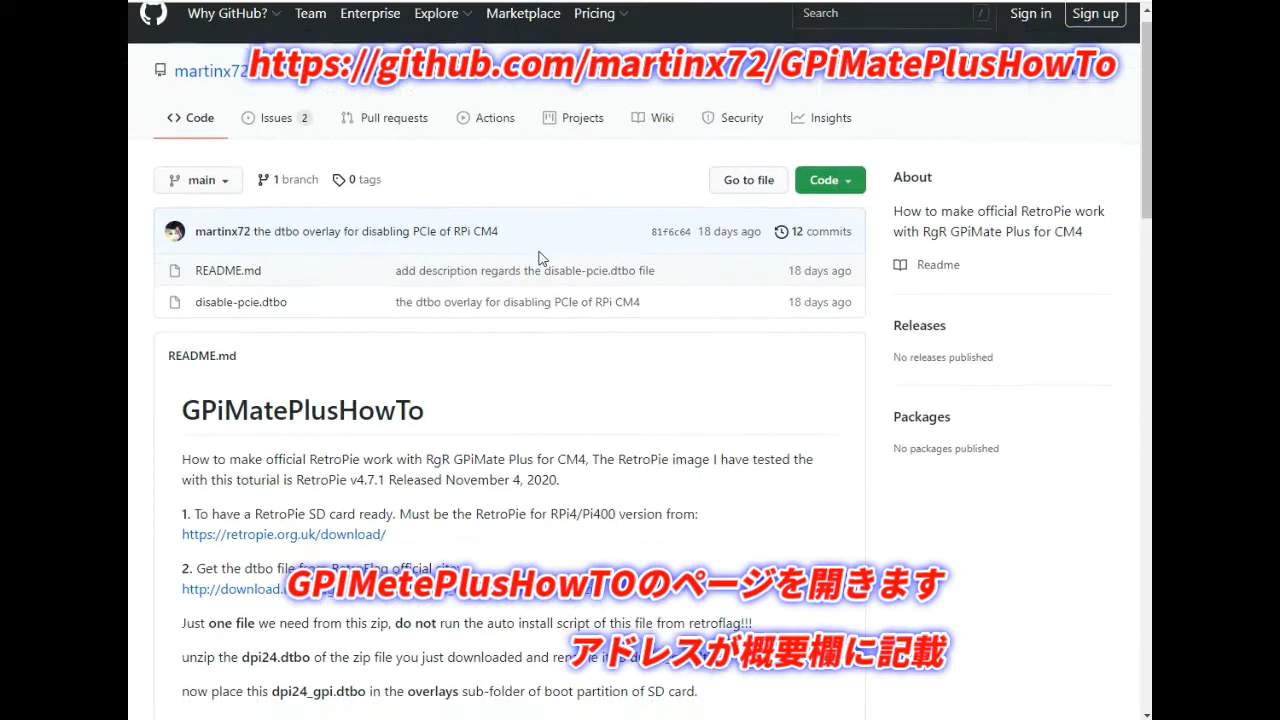 Why GitHub? Team Enterprise Explore Marketplace Pricing Search / Sign in Sign up
martinx72
https://github.com/martinx72/GPiMatePlusHowTo
Code Issues 2 Pull requests Actions Projects Wiki Security Insights
main 1 branch 0 tags Go to file Code
martinx72 the dtbo overlay for disabling PCIe of RPi CM4 81f6c64 18 days ago 12 commits
README.md add description regards the disable-pcie.dtbo file 18 days ago
disable-pcie.dtbo the dtbo overlay for disabling PCIe of RPi CM4 18 days ago
About
How to make official RetroPie work
with RgR GPiMate Plus for CM4
Readme
Releases
No releases published
Packages
No packages published
README.md
GPiMatePlusHowTo
How to make official RetroPie work with RgR GPiMate Plus for CM4, The RetroPie image I have tested the
with this toturial is RetroPie v4.7.1 Released November 4, 2020.
1. To have a RetroPie SD card ready. Must be the RetroPie for RPi4/Pi400 version from:
https://retropie.org.uk/download/
2. Get the dtbo file from RetroFlag official site:
http://download.
GPIMetePlusHowTOのページを開きます
Just one file we need from this zip, do not run the auto install script of this file from retroflag!!!
unzip the dpi24.dtbo of the zip file you just downloaded and
アドレスが概要欄に記載
now place this dpi24_gpi.dtbo in the overlays sub-folder of boot partition of SD card.